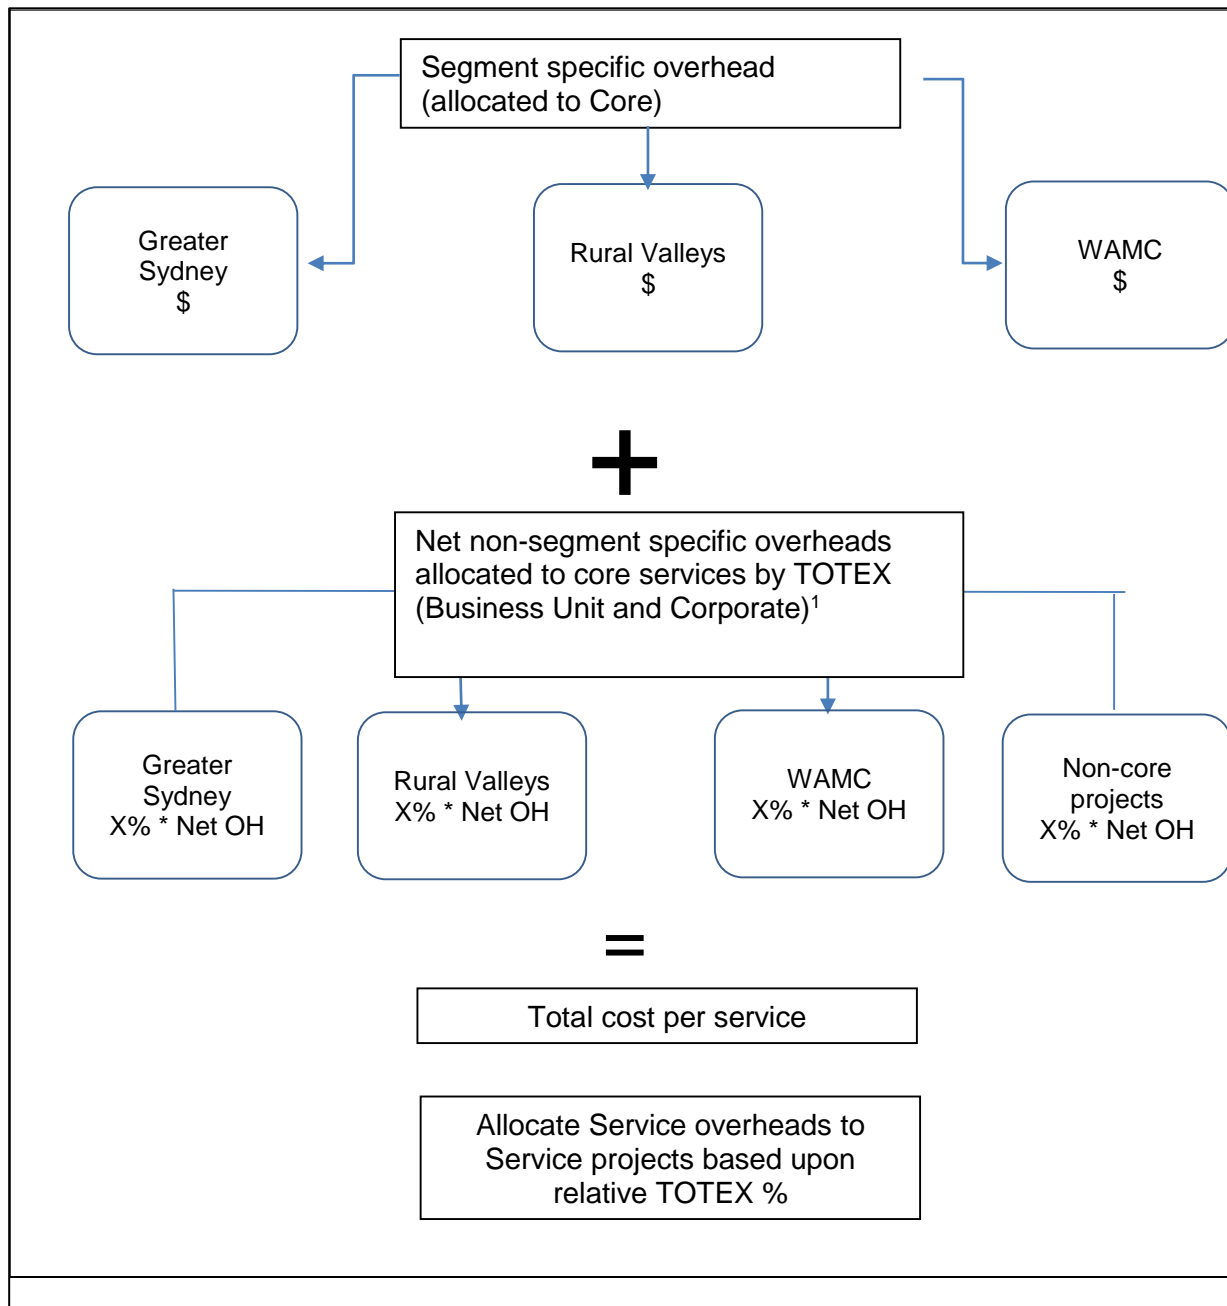 Segment specific overhead
(allocated to Core)
Greater
Sydney
$
Rural Valleys
$
WAMC
$
+
Net non-segment specific overheads
allocated to core services by TOTEX
(Business Unit and Corporate)1
Greater
Sydney
X% * Net OH
Rural Valleys
X% * Net OH
WAMC
X% * Net OH
Non-core
projects
X% * Net OH
=
Total cost per service
Allocate Service overheads to
Service projects based upon
relative TOTEX %